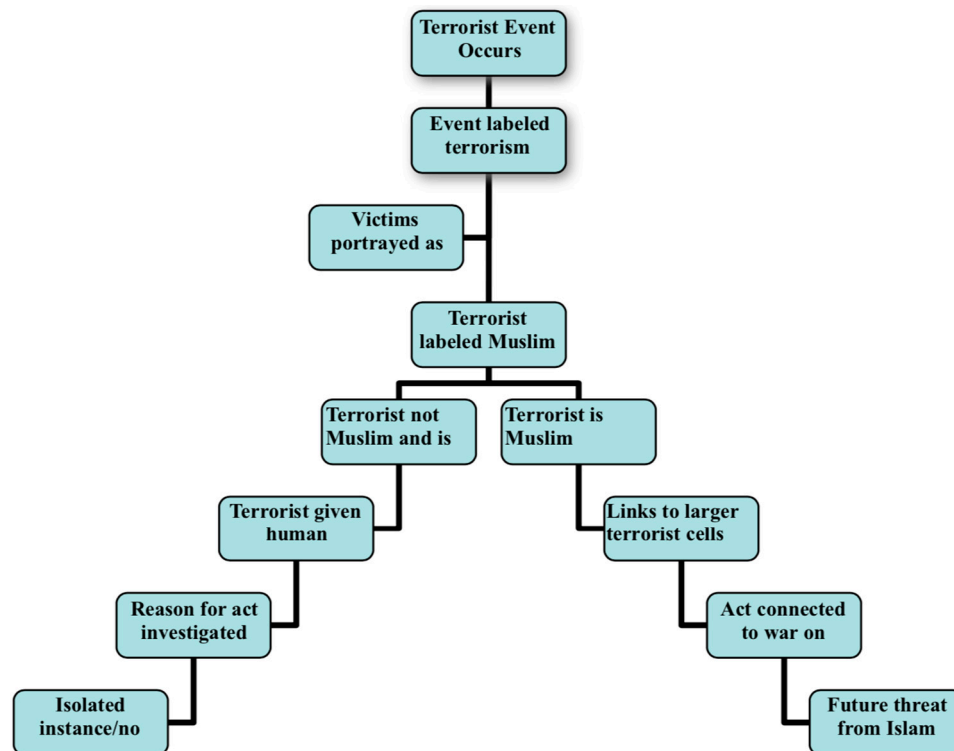 Terrorist Event
Occurs
Event labeled
terrorism
Victims
portrayed as
Terrorist
labeled Muslim
Terrorist not
Muslim and is
Terrorist is
Muslim
Terrorist given
human
Links to larger
terrorist cells
Reason for act
investigated
Act connected
to war on
Isolated
instance/no
Future threat
from Islam